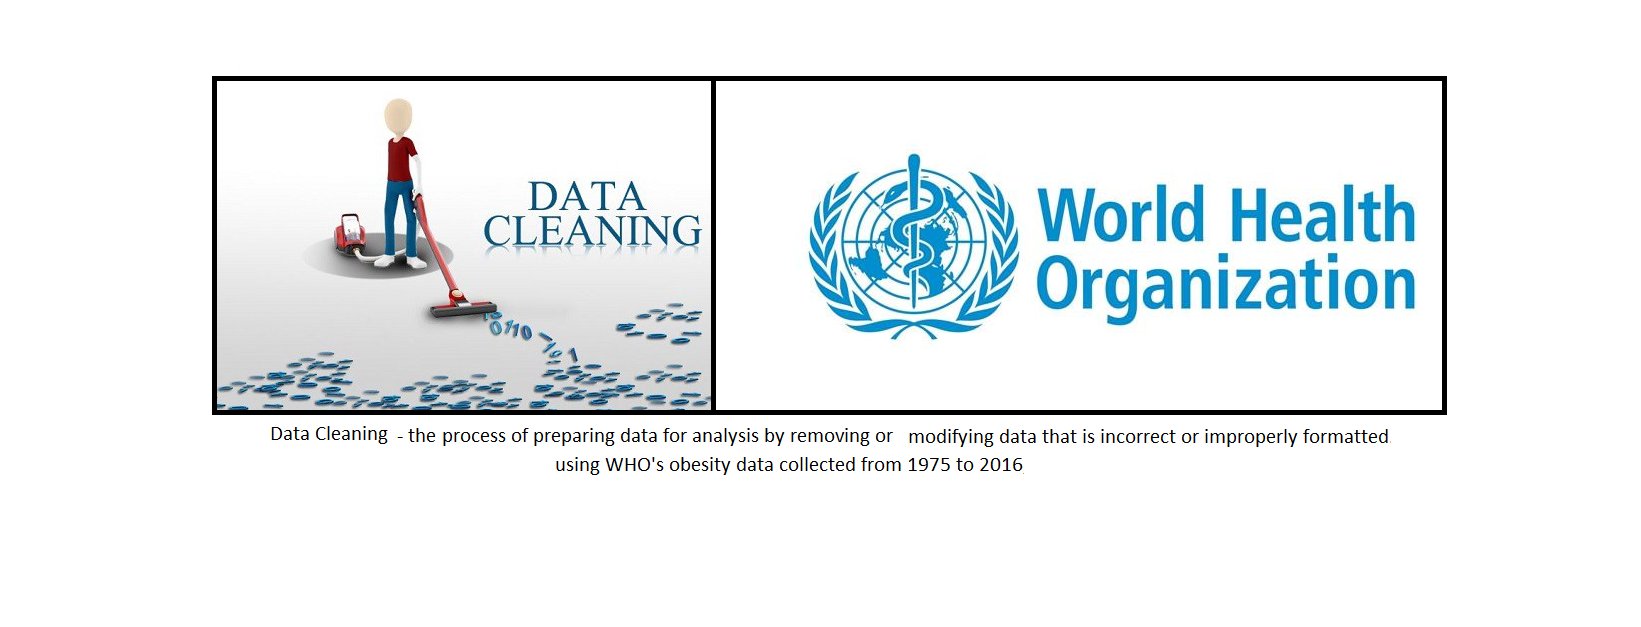 DATA
CLEANING
World Health
Organization
Data Cleaning - the process of preparing data for analysis by removing or modifying data that is incorrect or improperly formatted
using WHO's obesity data collected from 1975 to 2016